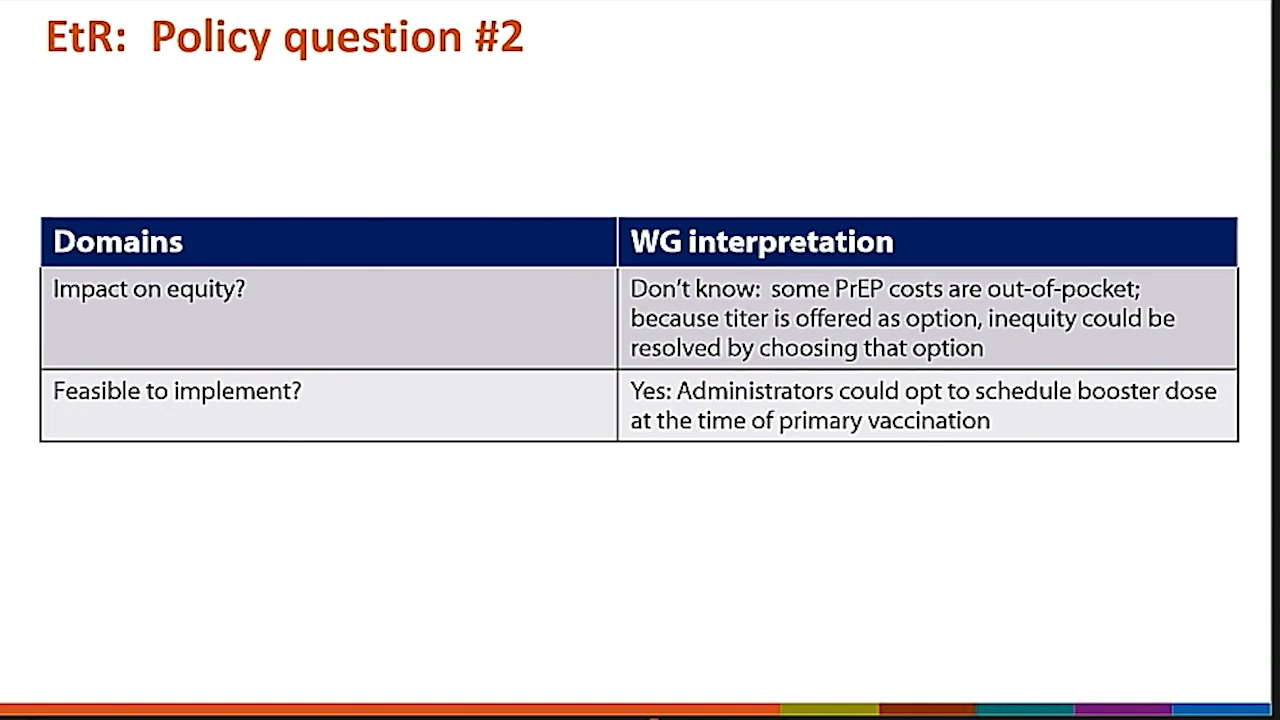 EtR: Policy question #2
Domains
WG interpretation
Impact on equity?
Don’t know: some PrEP costs are out-of-pocket;
because titer is offered as option, inequity could be
resolved by choosing that option
Feasible to implement?
Yes: Administrators could opt to schedule booster dose
at the time of primary vaccination